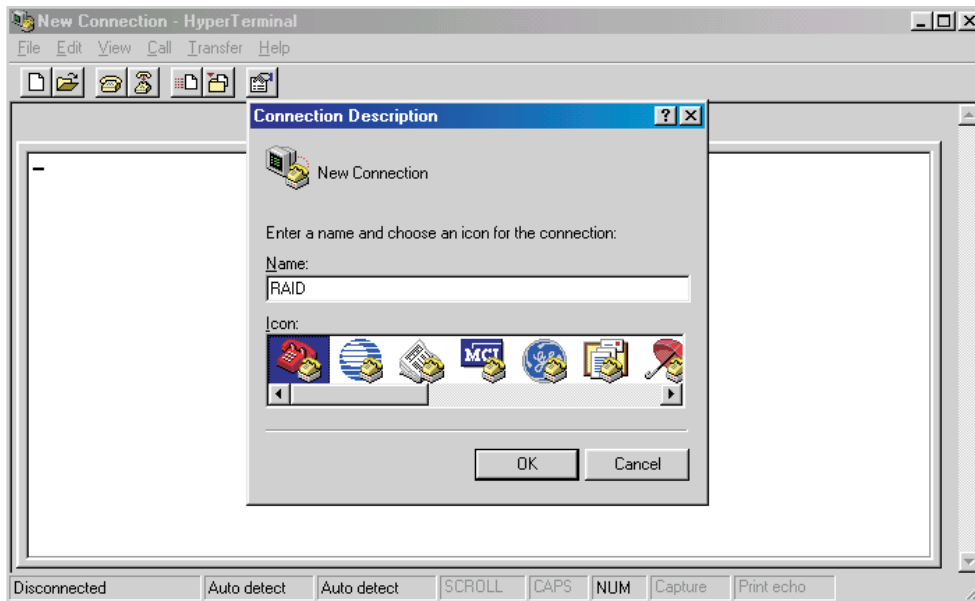 New Connection - HyperTerminal
File Edit View Call Transfer Help
Connection Description
?
New Connection
Enter a name and choose an icon for the connection:
Name:
RAID
Icon:
MCI
OK Cancel
Disconnected Auto detect Auto detect SCROLL CAPS NUM Capture Print echo